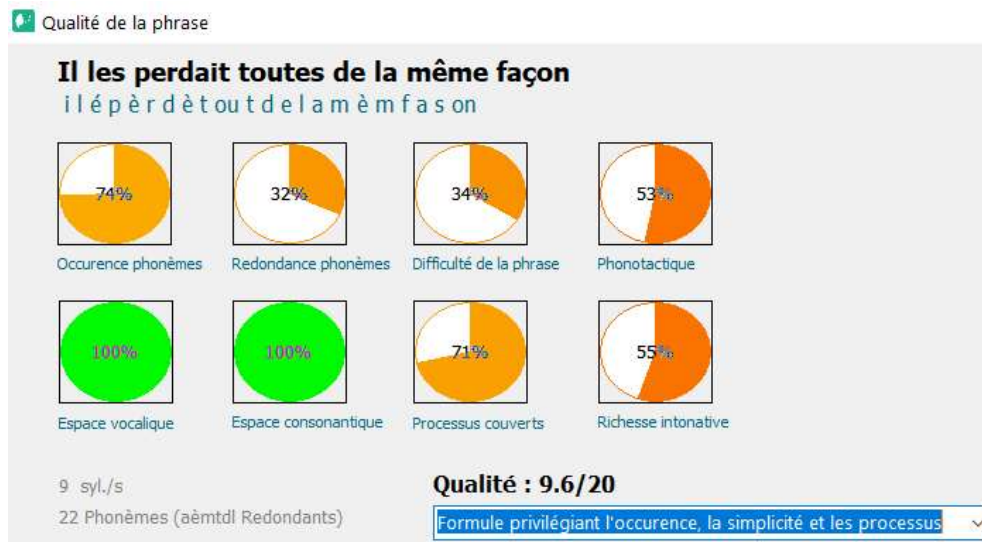 Qualité de la phrase
Il les perdait toutes de la même façon
i l é p è r d è t ou t d e l a m è m f a s on
74% 32% 34% 53%
Occurence phonèmes Redondance phonèmes Difficulté de la phrase Phonotactique
100% 100% 71% 55%
Espace vocalique Espace consonantique Processus couverts Richesse intonative
9 syl./s
Qualité : 9.6/20
22 Phonèmes (aèmtdl Redondants)
Formule privilégiant l'occurence, la simplicité et les processus